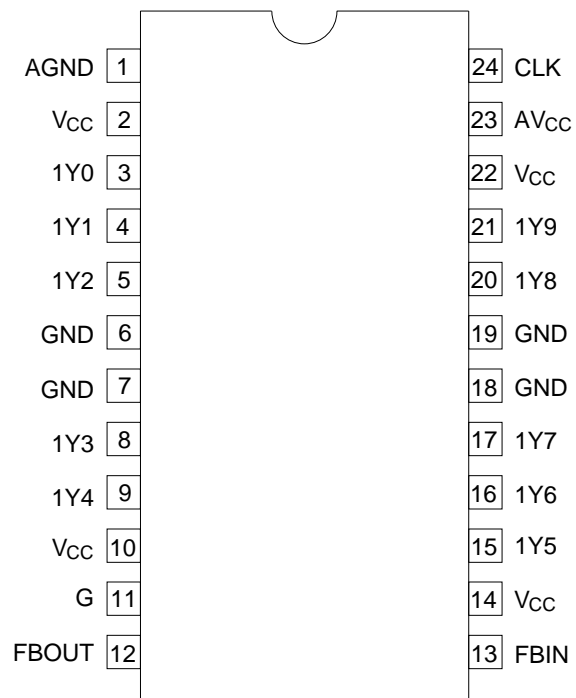 AGND 1 24 CLK
VCC 2 23 AVCC
1Y0 3 22 VCC
1Y1 4 21 1Y9
1Y2 5 20 1Y8
GND 6 19 GND
GND 7 18 GND
1Y3 8 17 1Y7
1Y4 9 16 1Y6
VCC 10 15 1Y5
G 11 14 VCC
FBOUT 12 13 FBIN